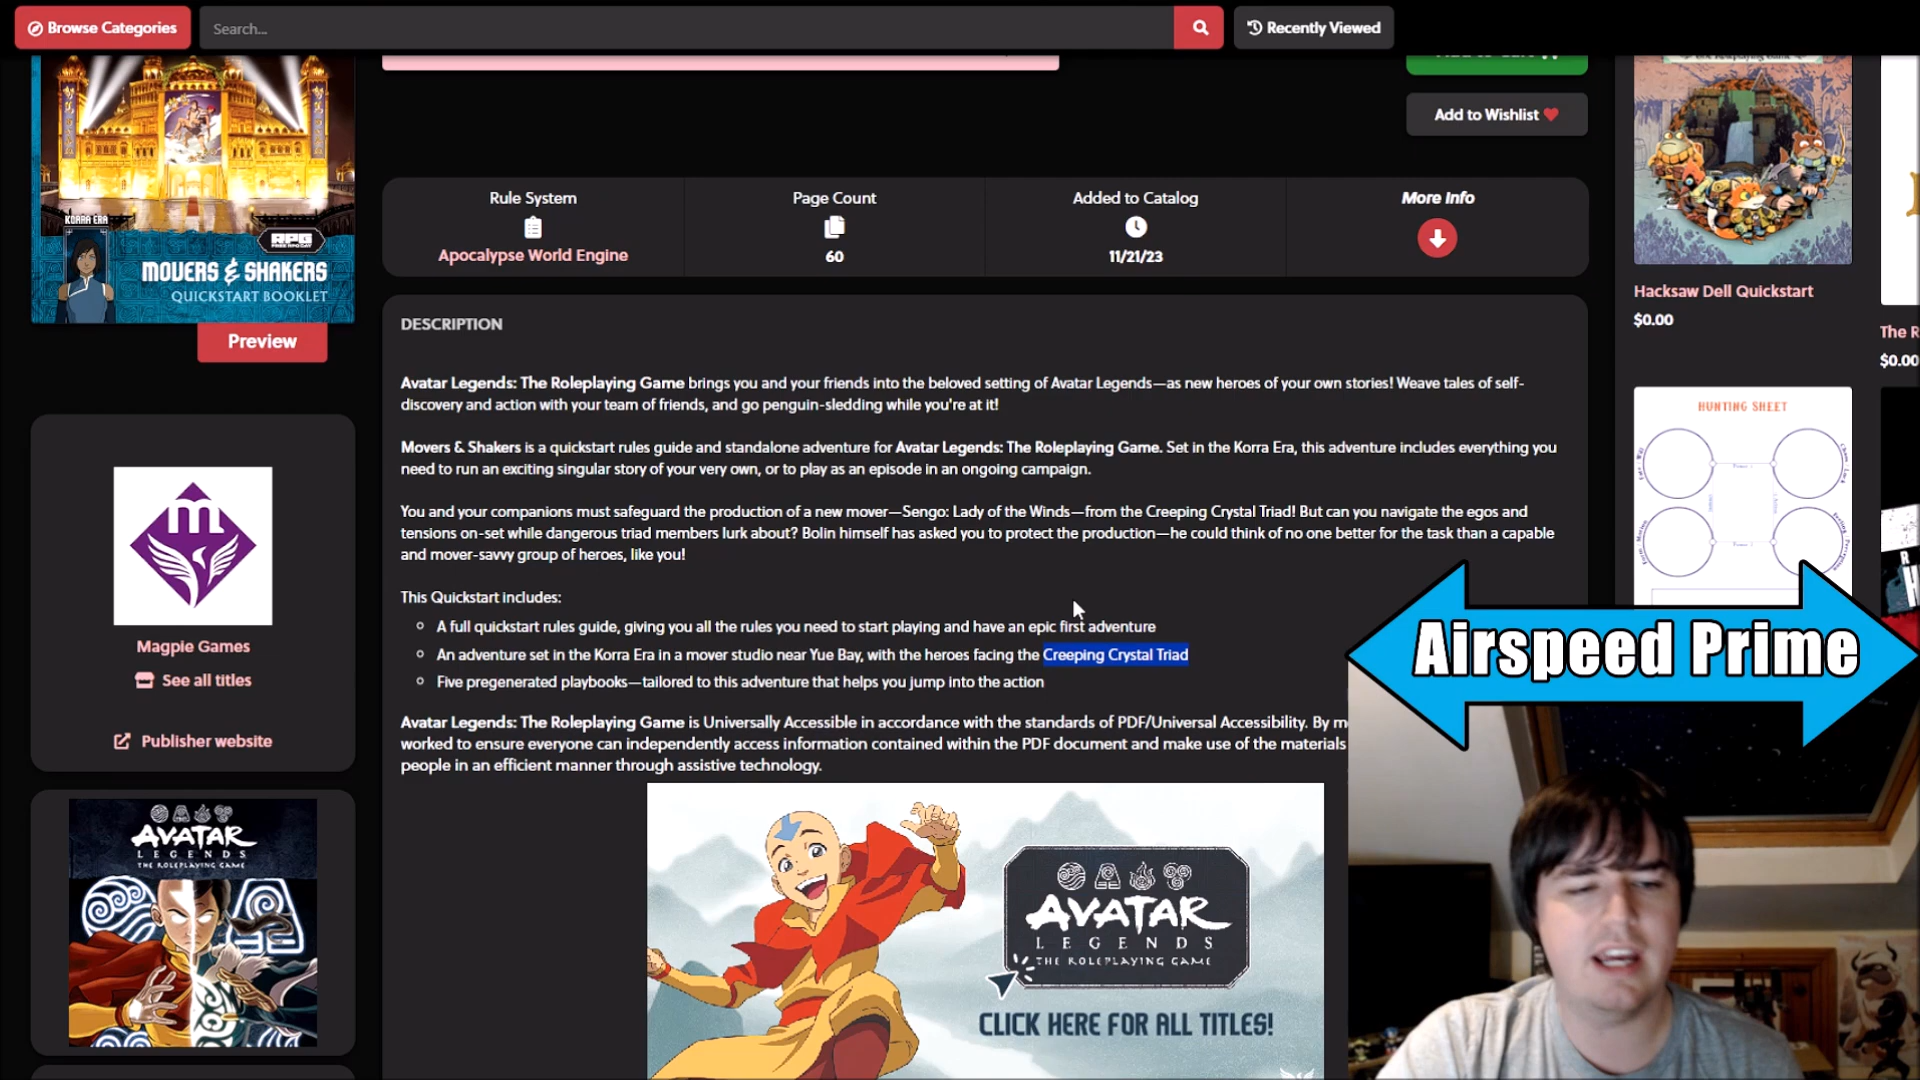 Browse Categories
Search...
Recently Viewed
Add to Wishlist
KORRA ERA
RPG
FREE RPG DAY
MOVERS & SHAKERS
QUICKSTART BOOKLET
Preview
Rule System
Apocalypse World Engine
Page Count
60
Added to Catalog
11/21/23
More Info
Hacksaw Dell Quickstart
$0.00
The R
$0.00
HUNTING SHEET
DESCRIPTION
Avatar Legends: The Roleplaying Game brings you and your friends into the beloved setting of Avatar Legends—as new heroes of your own stories! Weave tales of self-
discovery and action with your team of friends, and go penguin-sledding while you're at it!
Movers & Shakers is a quickstart rules guide and standalone adventure for Avatar Legends: The Roleplaying Game. Set in the Korra Era, this adventure includes everything you
need to run an exciting singular story of your very own, or to play as an episode in an ongoing campaign.
You and your companions must safeguard the production of a new mover—Sengo: Lady of the Winds—from the Creeping Crystal Triad! But can you navigate the egos and
tensions on-set while dangerous triad members lurk about? Bolin himself has asked you to protect the production—he could think of no one better for the task than a capable
and mover-savvy group of heroes, like you!
This Quickstart includes:
A full quickstart rules guide, giving you all the rules you need to start playing and have an epic first adventure
An adventure set in the Korra Era in a mover studio near Yue Bay, with the heroes facing the Creeping Crystal Triad
Five pregenerated playbooks—tailored to this adventure that helps you jump into the action
Avatar Legends: The Roleplaying Game is Universally Accessible in accordance with the standards of PDF/Universal Accessibility. By m
worked to ensure everyone can independently access information contained within the PDF document and make use of the materials
people in an efficient manner through assistive technology.
Airspeed Prime
m
Magpie Games
See all titles
Publisher website
AVATAR
LEGENDS
THE ROLEPLAYING GAME
AVATAR
LEGENDS
THE ROLEPLAYING GAME
CLICK HERE FOR ALL TITLES!